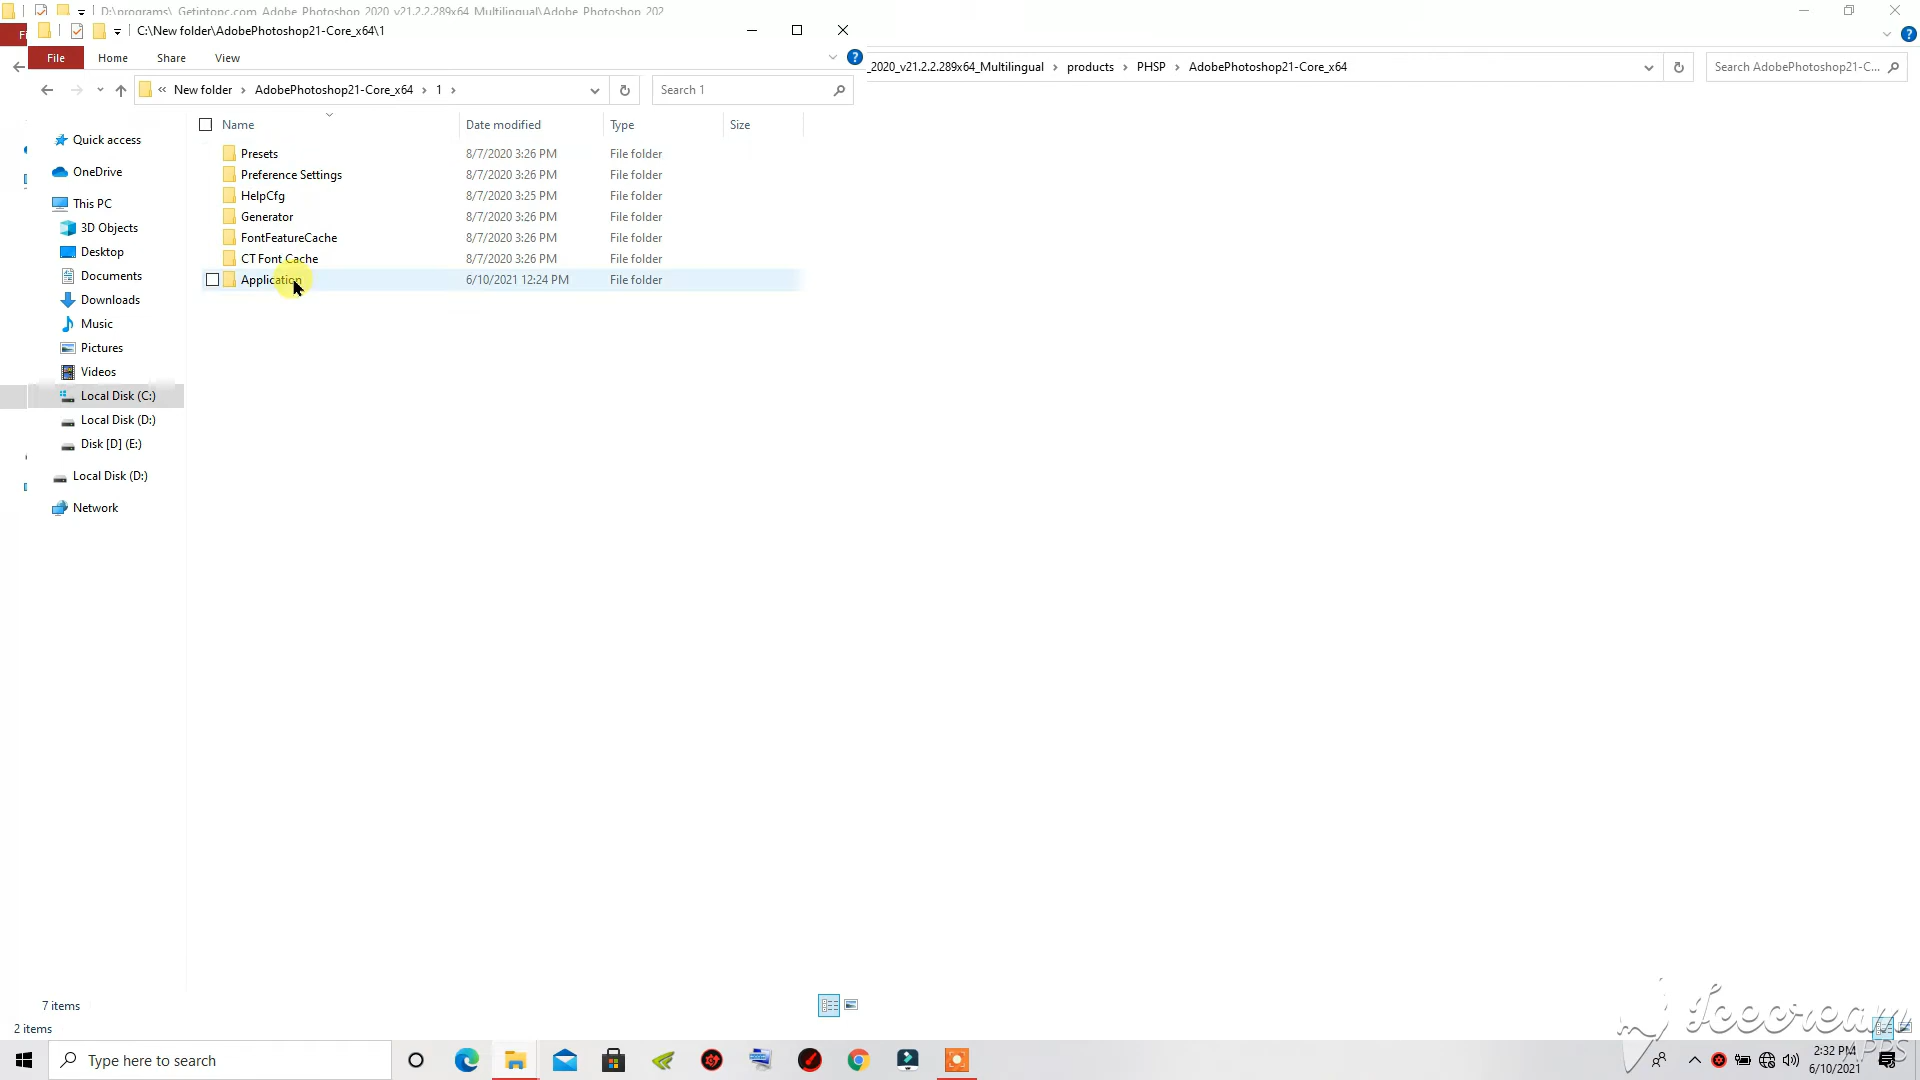 D:\programs\_Getintopc.com_Adobe_Photoshop_2020_v21.2.2.289x64_Multilingual\Adobe_Photoshop_202
C:\New folder\AdobePhotoshop21-Core_x64\1
File
Home
Share
View
_2020_v21.2.2.289x64_Multilingual > products > PHSP > AdobePhotoshop21-Core_x64
Search AdobePhotoshop21-C...
« New folder > AdobePhotoshop21-Core_x64 > 1 >
Search 1
Name
Date modified
Type
Size
Quick access
OneDrive
This PC
3D Objects
Desktop
Documents
Downloads
Music
Pictures
Videos
Local Disk (C:)
Local Disk (D:)
Disk [D] (E:)
Local Disk (D:)
Network
Presets 8/7/2020 3:26 PM File folder
Preference Settings 8/7/2020 3:26 PM File folder
HelpCfg 8/7/2020 3:25 PM File folder
Generator 8/7/2020 3:26 PM File folder
FontFeatureCache 8/7/2020 3:26 PM File folder
CT Font Cache 8/7/2020 3:26 PM File folder
Application 6/10/2021 12:24 PM File folder
7 items
2 items
Icecream
APPS
Type here to search
2:32 PM
6/10/2021